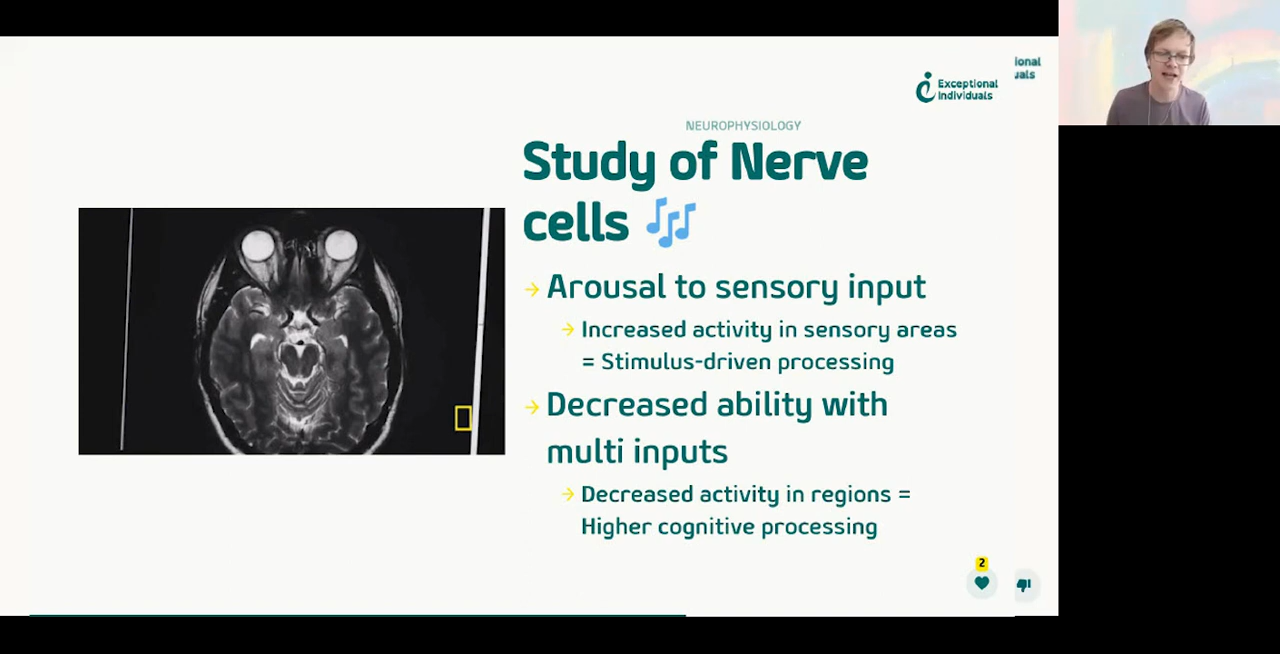 Exceptional
Individuals
ional
uals
NEUROPHYSIOLOGY
Study of Nerve
cells
→ Arousal to sensory input
→ Increased activity in sensory areas
= Stimulus-driven processing
→ Decreased ability with
multi inputs
→ Decreased activity in regions =
Higher cognitive processing
2